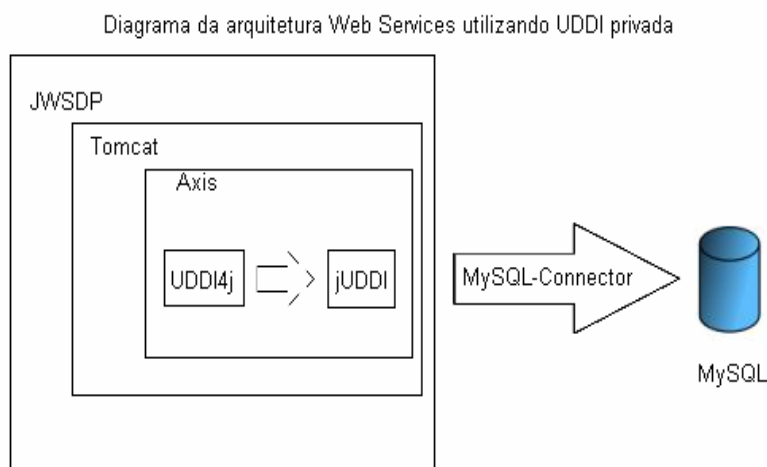 Diagrama da arquitetura Web Services utilizando UDDI privada
JWSDP
Tomcat
Axis
UDDI4j
jUDDI
MySQL-Connector
MySQL